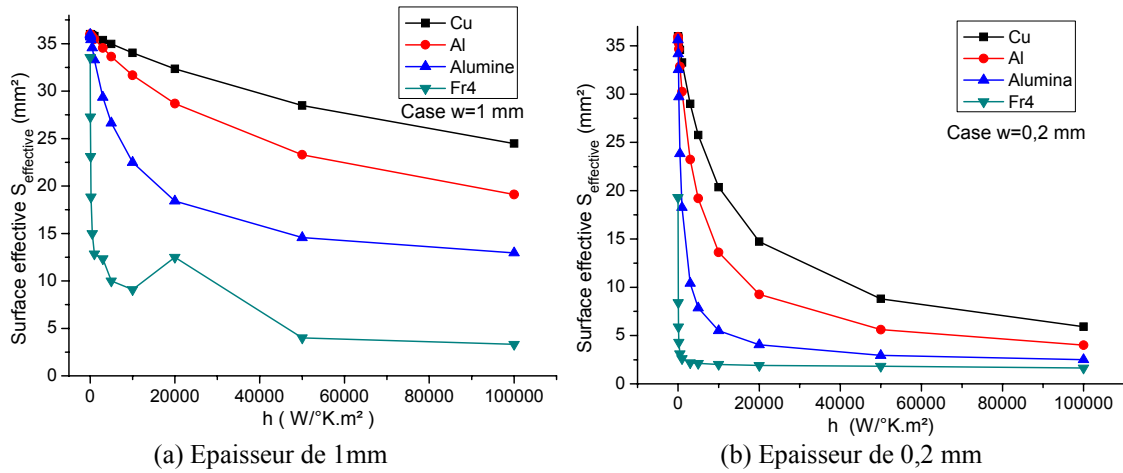 Surface effective S_effective (mm²)
35
30
25
20
15
10
5
0
0 20000 40000 60000 80000 100000
h ( W/°K.m²)
Cu
Al
Alumine
Fr4
Case w=1 mm
(a) Epaisseur de 1mm
Surface effective S_effective (mm²)
35
30
25
20
15
10
5
0
0 20000 40000 60000 80000 100000
h (W/°K.m²)
Cu
Al
Alumina
Fr4
Case w=0,2 mm
(b) Epaisseur de 0,2 mm